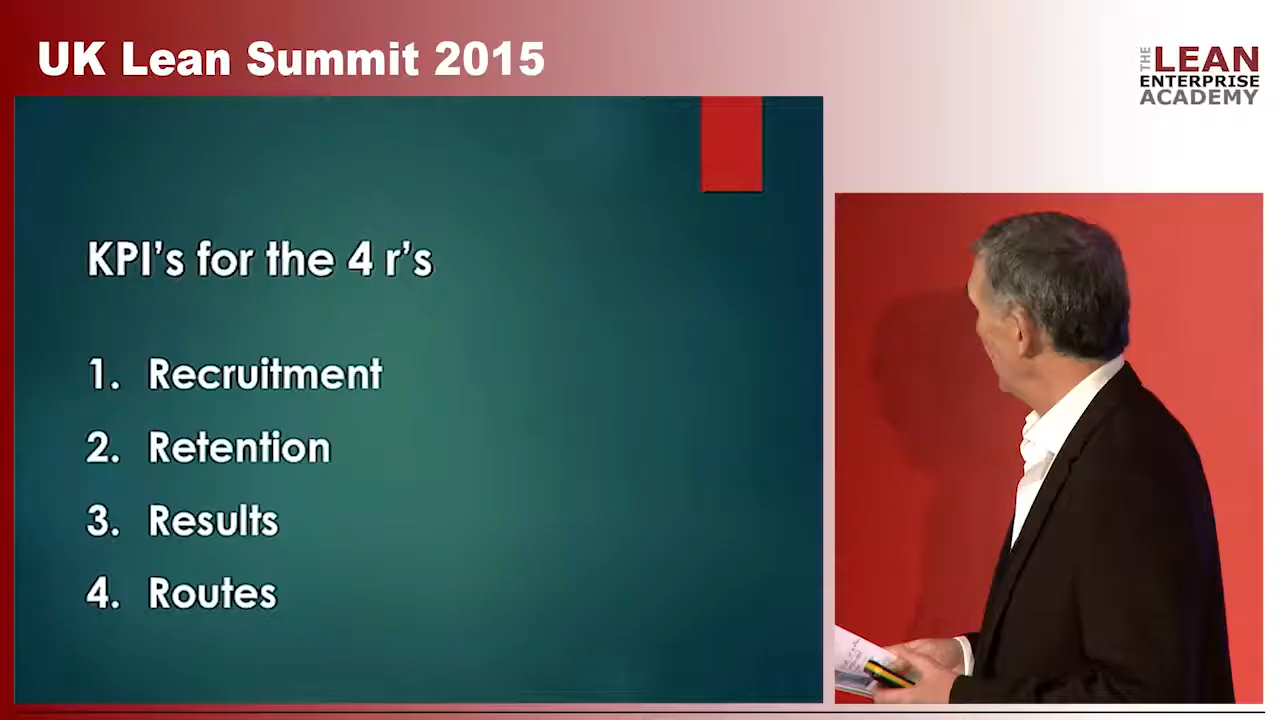 UK Lean Summit 2015
THE LEAN
ENTERPRISE
ACADEMY
KPI’s for the 4 r’s
1. Recruitment
2. Retention
3. Results
4. Routes